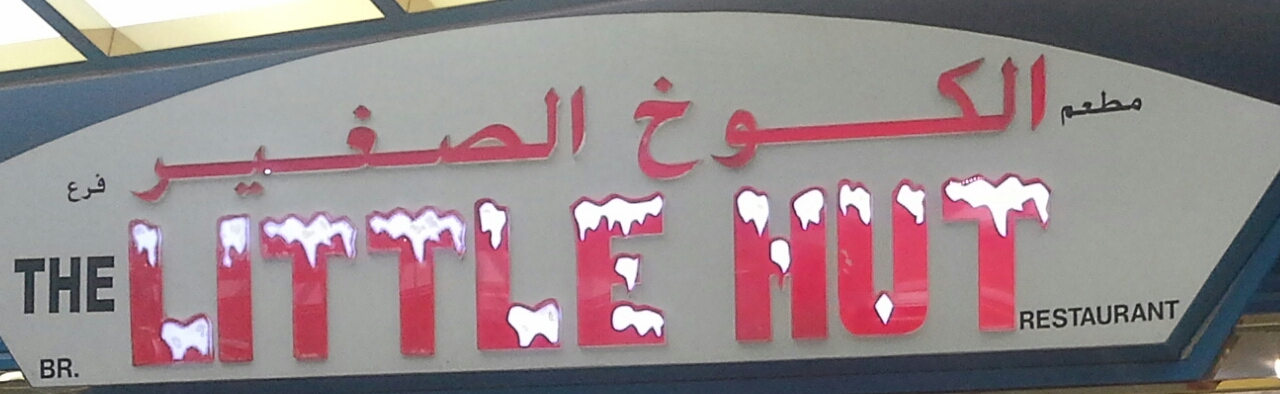 مطعم الكوخ الصغير فرع
THE LITTLE HUT RESTAURANT
BR.